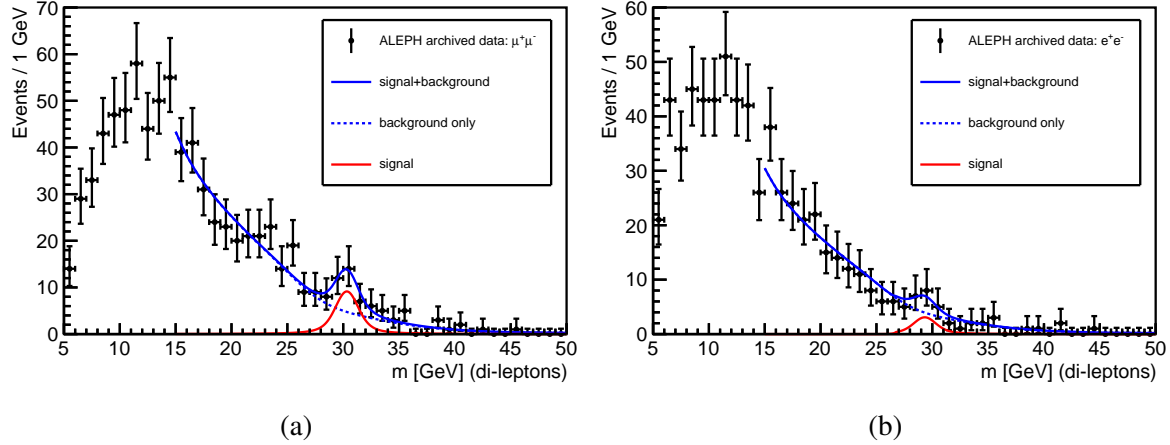 70
60
50
40
30
20
10
0
Events / 1 GeV
ALEPH archived data: μ⁺μ⁻
signal+background
background only
signal
5 10 15 20 25 30 35 40 45 50
m [GeV] (di-leptons)
(a)
60
50
40
30
20
10
0
Events / 1 GeV
ALEPH archived data: e⁺e⁻
signal+background
background only
signal
5 10 15 20 25 30 35 40 45 50
m [GeV] (di-leptons)
(b)